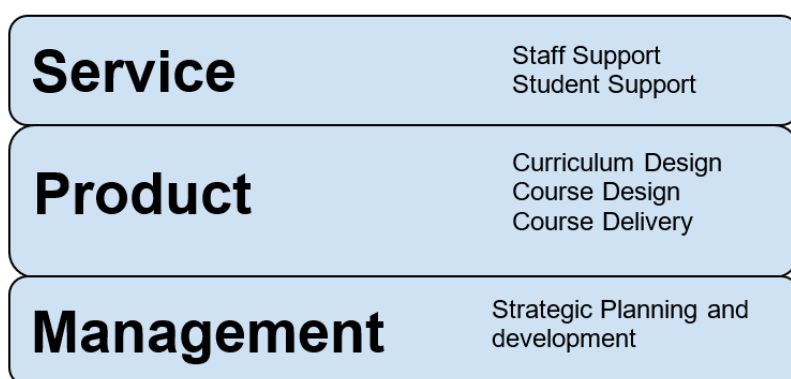 Service
Staff Support
Student Support
Product
Curriculum Design
Course Design
Course Delivery
Management
Strategic Planning and
development